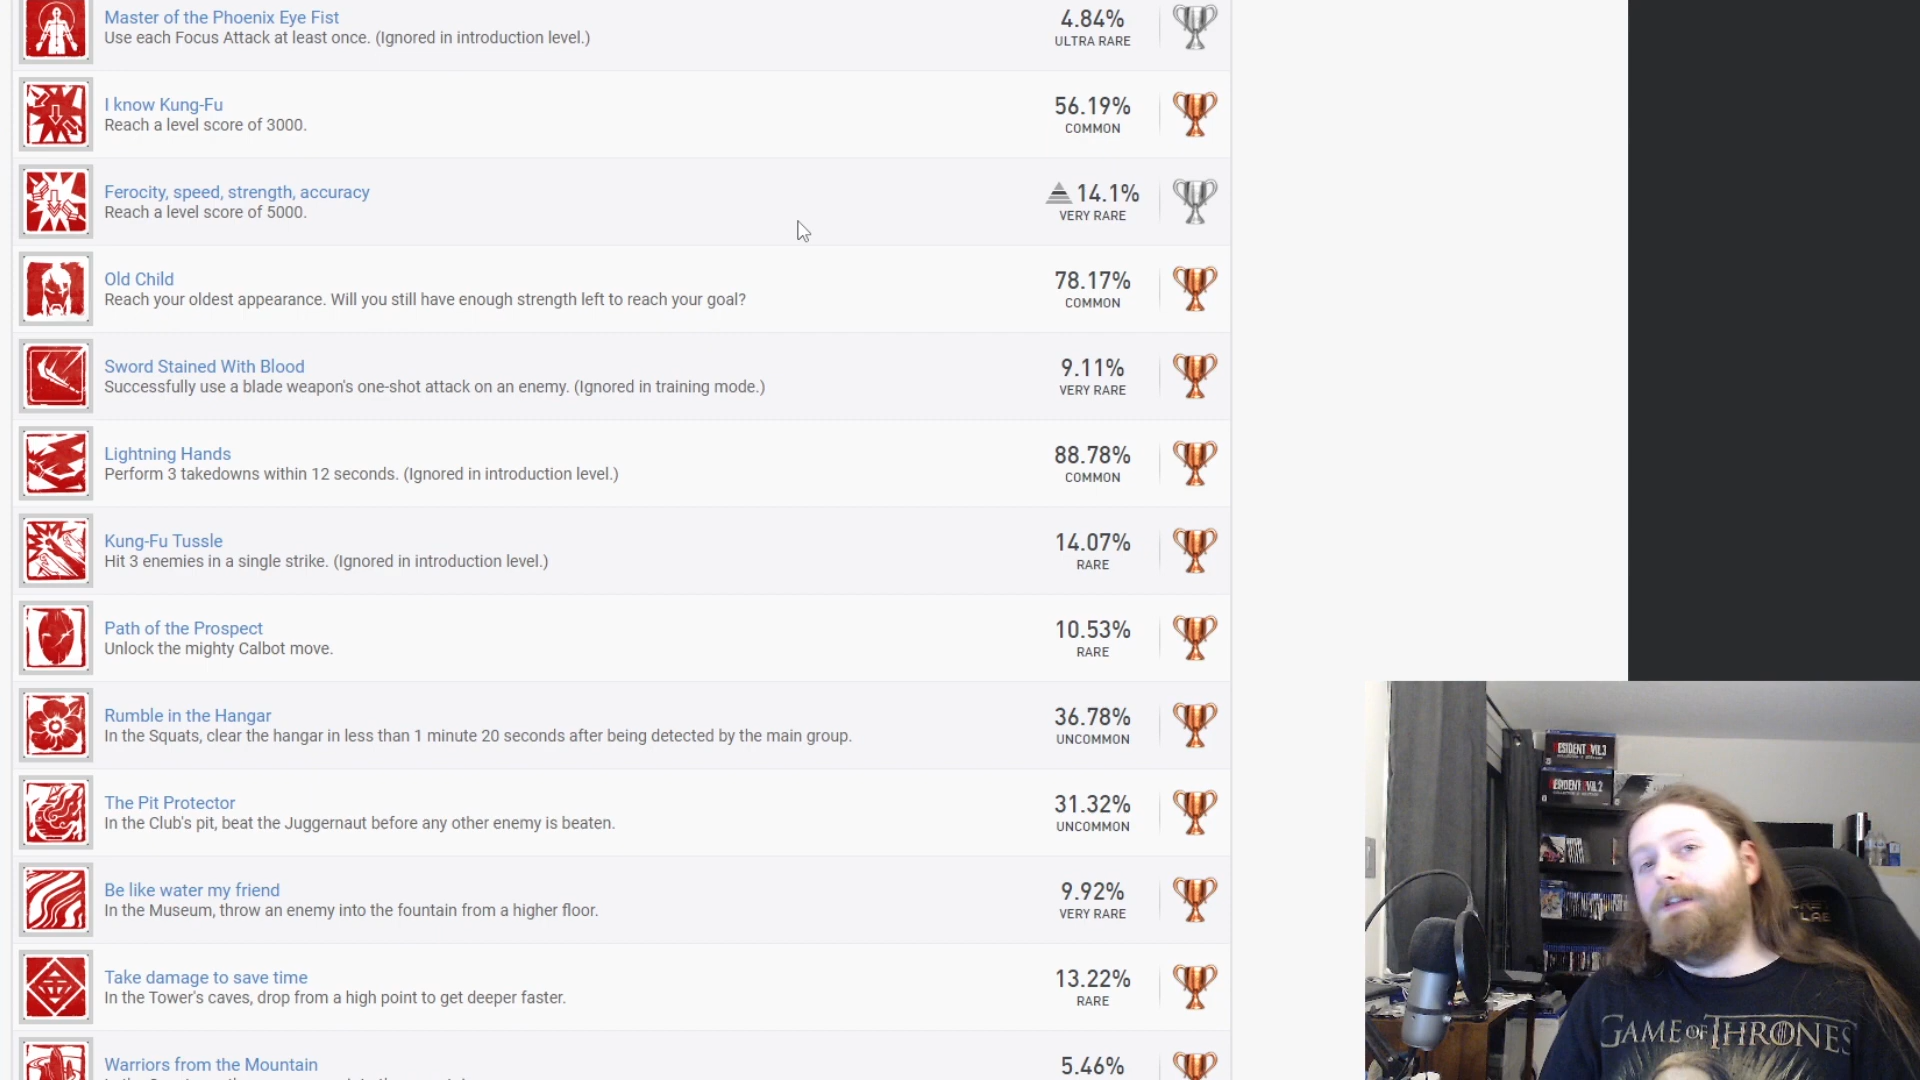 Master of the Phoenix Eye Fist
Use each Focus Attack at least once. (Ignored in introduction level.)
4.84%
ULTRA RARE
I know Kung-Fu
Reach a level score of 3000.
56.19%
COMMON
Ferocity, speed, strength, accuracy
Reach a level score of 5000.
14.1%
VERY RARE
Old Child
Reach your oldest appearance. Will you still have enough strength left to reach your goal?
78.17%
COMMON
Sword Stained With Blood
Successfully use a blade weapon's one-shot attack on an enemy. (Ignored in training mode.)
9.11%
VERY RARE
Lightning Hands
Perform 3 takedowns within 12 seconds. (Ignored in introduction level.)
88.78%
COMMON
Kung-Fu Tussle
Hit 3 enemies in a single strike. (Ignored in introduction level.)
14.07%
RARE
Path of the Prospect
Unlock the mighty Calbot move.
10.53%
RARE
Rumble in the Hangar
In the Squats, clear the hangar in less than 1 minute 20 seconds after being detected by the main group.
36.78%
UNCOMMON
The Pit Protector
In the Club's pit, beat the Juggernaut before any other enemy is beaten.
31.32%
UNCOMMON
Be like water my friend
In the Museum, throw an enemy into the fountain from a higher floor.
9.92%
VERY RARE
Take damage to save time
In the Tower's caves, drop from a high point to get deeper faster.
13.22%
RARE
Warriors from the Mountain
5.46%
RESIDENT EVIL 3
RESIDENT EVIL 2
GAME OF THRONES